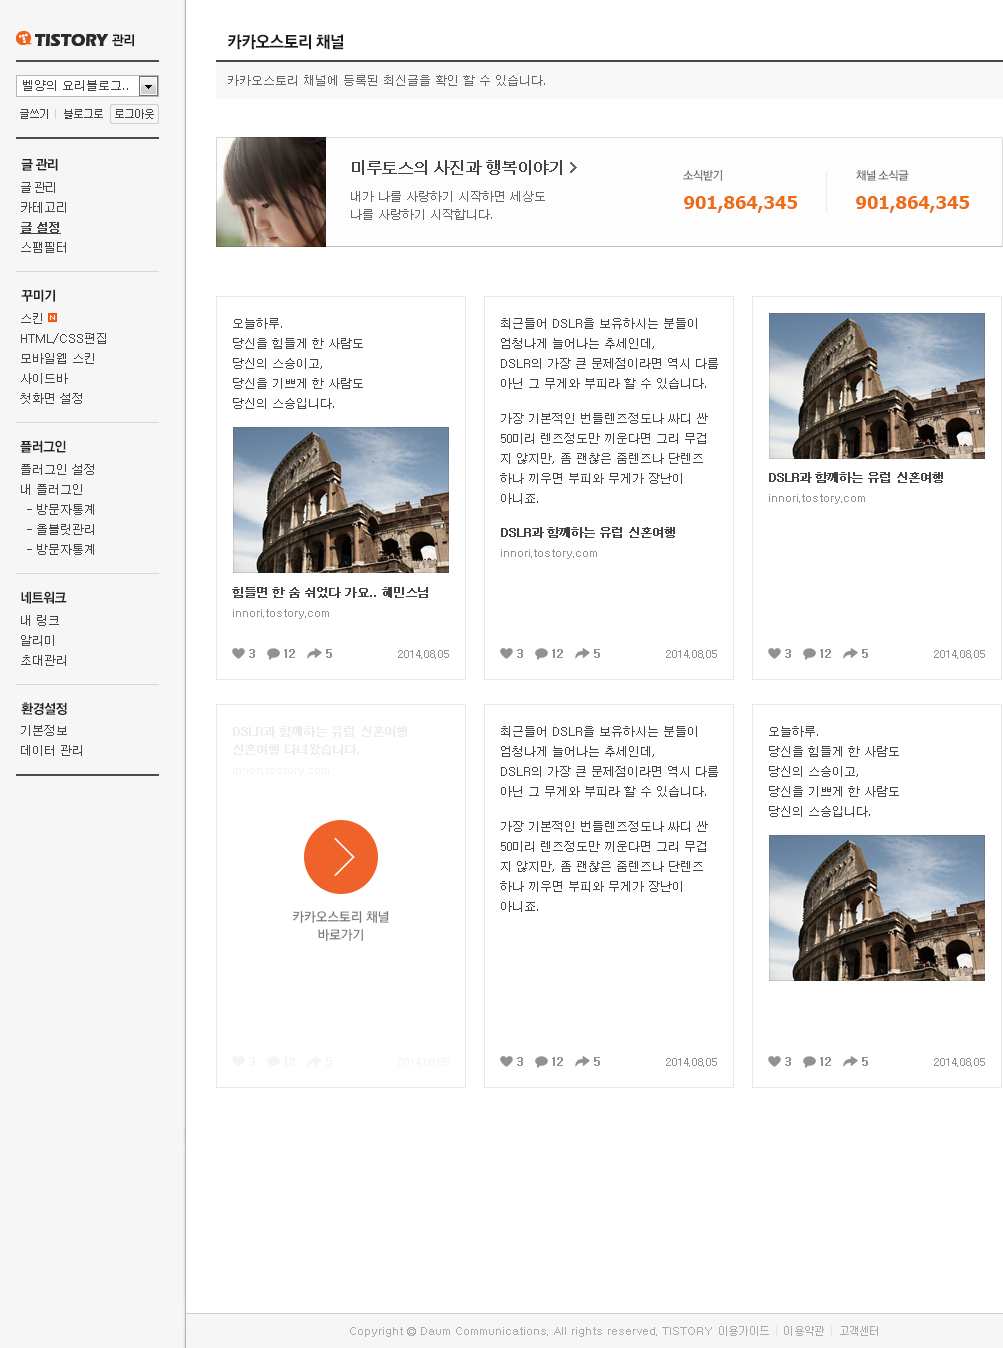 TISTORY 관리
벨양의 요리블로그..
글쓰기 블로그로 로그아웃
글 관리
글 관리
카테고리
글 설정
스팸필터
꾸미기
스킨 N
HTML/CSS편집
모바일웹 스킨
사이드바
첫화면 설정
플러그인
플러그인 설정
내 플러그인
- 방문자통계
- 올블릿관리
- 방문자통계
네트워크
내 링크
알리미
초대관리
환경설정
기본정보
데이터 관리
카카오스토리 채널
카카오스토리 채널에 등록된 최신글을 확인 할 수 있습니다.
미루토스의 사진과 행복이야기 >
내가 나를 사랑하기 시작하면 세상도
나를 사랑하기 시작합니다.
소식받기
901,864,345
채널 소식글
901,864,345
오늘하루.
당신을 힘들게 한 사람도
당신의 스승이고,
당신을 기쁘게 한 사람도
당신의 스승입니다.
힘들면 한 숨 쉬었다 가요.. 혜민스님
innori.tostory.com
3 12 5 2014.08.05
최근들어 DSLR을 보유하시는 분들이
엄청나게 늘어나는 추세인데,
DSLR의 가장 큰 문제점이라면 역시 다름
아닌 그 무게와 부피라 할 수 있습니다.
가장 기본적인 번들렌즈정도나 싸디 싼
50미리 렌즈정도만 끼운다면 그리 무겁
지 않지만, 좀 괜찮은 줌렌즈나 단렌즈
하나 끼우면 부피와 무게가 장난이
아니죠.
DSLR과 함께하는 유럽 신혼여행
innori.tostory.com
3 12 5 2014.08.05
DSLR과 함께하는 유럽 신혼여행
innori.tostory.com
3 12 5 2014.08.05
DSLR과 함께하는 유럽 신혼여행
신혼여행 다녀왔습니다.
innori.tostory.com
카카오스토리 채널
바로가기
3 12 5 2014.08.05
최근들어 DSLR을 보유하시는 분들이
엄청나게 늘어나는 추세인데,
DSLR의 가장 큰 문제점이라면 역시 다름
아닌 그 무게와 부피라 할 수 있습니다.
가장 기본적인 번들렌즈정도나 싸디 싼
50미리 렌즈정도만 끼운다면 그리 무겁
지 않지만, 좀 괜찮은 줌렌즈나 단렌즈
하나 끼우면 부피와 무게가 장난이
아니죠.
3 12 5 2014.08.05
오늘하루.
당신을 힘들게 한 사람도
당신의 스승이고,
당신을 기쁘게 한 사람도
당신의 스승입니다.
3 12 5 2014.08.05
Copyright © Daum Communications. All rights reserved. TISTORY 이용가이드 | 이용약관 | 고객센터